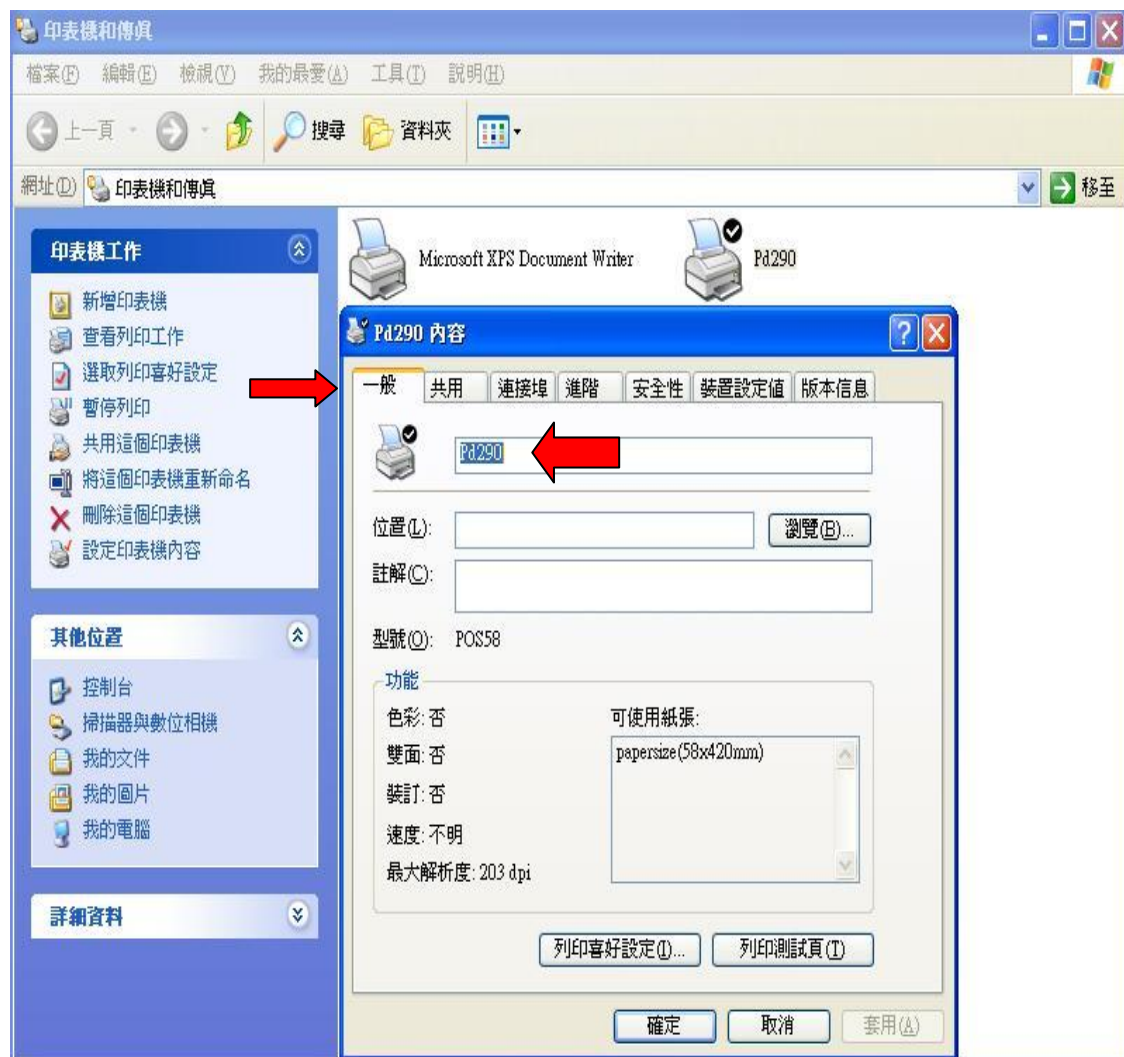 印表機和傳真
檔案(F) 編輯(E) 檢視(V) 我的最愛(A) 工具(T) 說明(H)
上一頁 搜尋 資料夾
網址(D) 印表機和傳真 移至
印表機工作
新增印表機
查看列印工作
選取列印喜好設定
暫停列印
共用這個印表機
將這個印表機重新命名
刪除這個印表機
設定印表機內容
其他位置
控制台
掃描器與數位相機
我的文件
我的圖片
我的電腦
詳細資料
Microsoft XPS Document Writer
Pd290
Pd290 內容
一般 共用 連接埠 進階 安全性 裝置設定值 版本信息
Pd290
位置(L): 瀏覽(B)...
註解(C):
型號(O): POS58
功能
色彩: 否
雙面: 否
裝訂: 否
速度: 不明
最大解析度: 203 dpi
可使用紙張:
papersize(58x420mm)
列印喜好設定(I)... 列印測試頁(T)
確定 取消 套用(A)